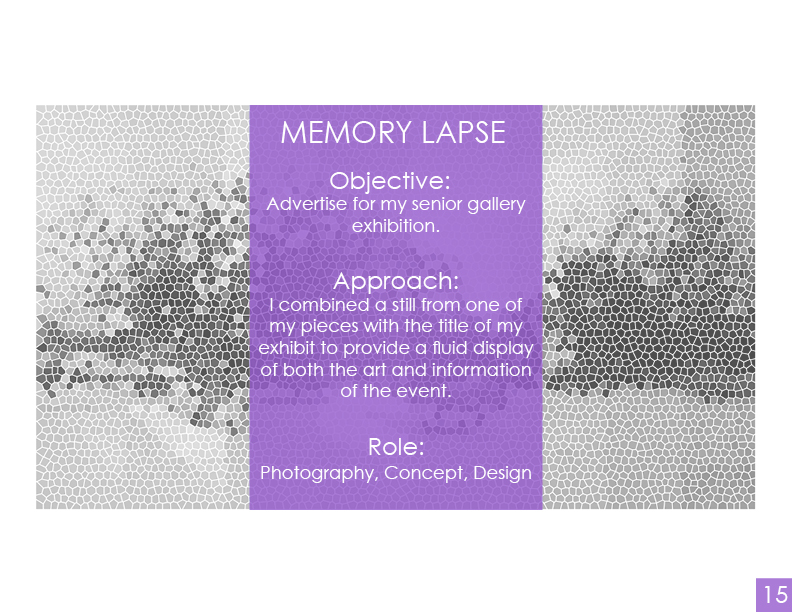 MEMORY LAPSE
Objective:
Advertise for my senior gallery
exhibition.
Approach:
I combined a still from one of
my pieces with the title of my
exhibit to provide a fluid display
of both the art and information
of the event.
Role:
Photography, Concept, Design
15